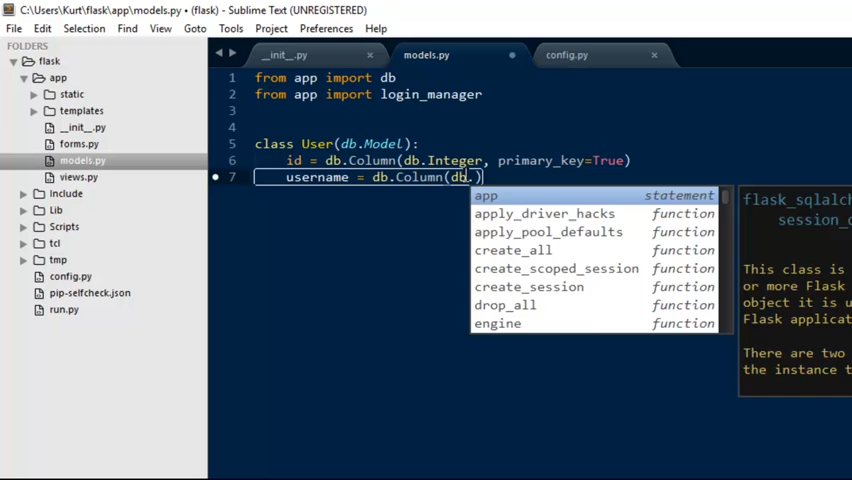 C:\Users\Kurt\flask\app\models.py • (flask) - Sublime Text (UNREGISTERED)
File Edit Selection Find View Goto Tools Project Preferences Help
FOLDERS
flask
app
static
templates
__init__.py
forms.py
models.py
views.py
Include
Lib
Scripts
tcl
tmp
config.py
pip-selfcheck.json
run.py
__init__.py models.py config.py
1 from app import db
2 from app import login_manager
3
4
5 class User(db.Model):
6 id = db.Column(db.Integer, primary_key=True)
7 username = db.Column(db.)
app statement
apply_driver_hacks function
apply_pool_defaults function
create_all function
create_scoped_session function
create_session function
drop_all function
engine function
flask_sqlalch
session_o
This class is
or more Flask
object it is u
Flask applicat
There are two
the instance t